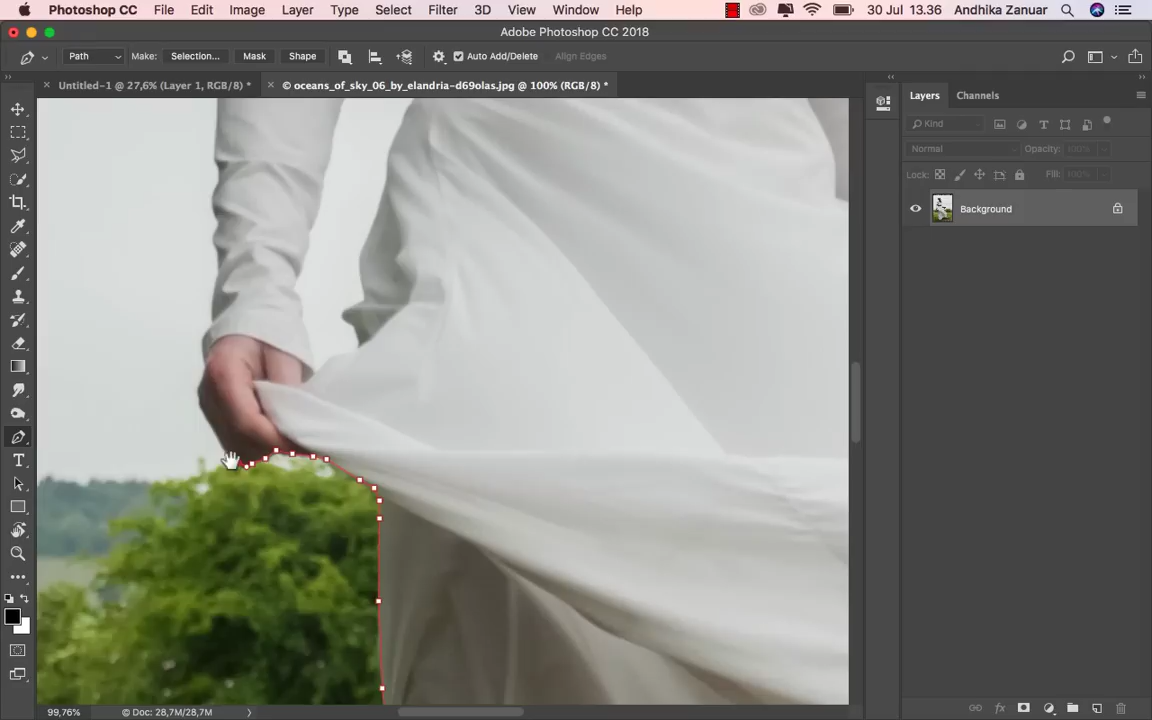 Photoshop CC File Edit Image Layer Type Select Filter 3D View Window Help 30 Jul 13.36 Andhika Zanuar
Adobe Photoshop CC 2018
Path Make: Selection... Mask Shape Auto Add/Delete Align Edges
Untitled-1 @ 27,6% (Layer 1, RGB/8) * © oceans_of_sky_06_by_elandria-d69olas.jpg @ 100% (RGB/8) *
Layers Channels
Kind
Normal Opacity: 100%
Lock: Fill: 100%
Background
99,76% © Doc: 28,7M/28,7M